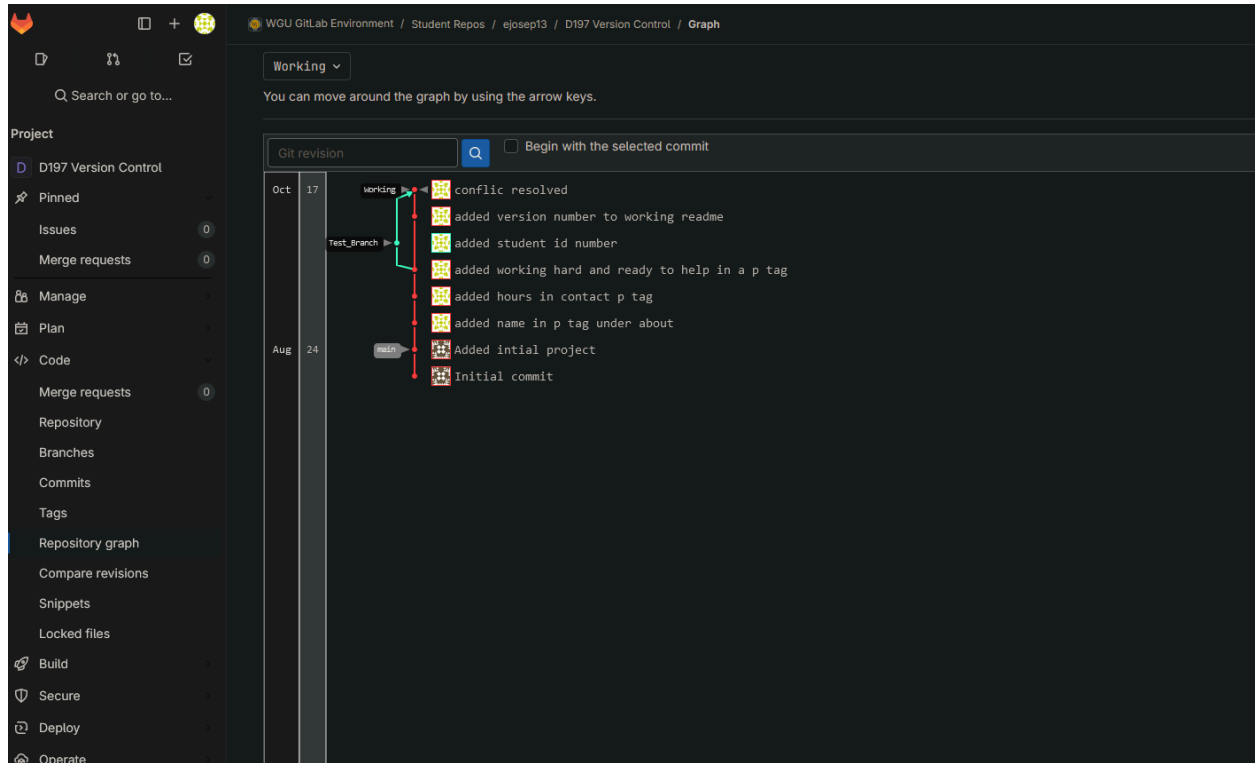 WGU GitLab Environment / Student Repos / ejosep13 / D197 Version Control / Graph
Search or go to...
Project
D D197 Version Control
Pinned
Issues 0
Merge requests 0
Manage
Plan
Code
Merge requests 0
Repository
Branches
Commits
Tags
Repository graph
Compare revisions
Snippets
Locked files
Build
Secure
Deploy
Operate
Working
You can move around the graph by using the arrow keys.
Git revision
Begin with the selected commit
Oct 17 Working conflic resolved
added version number to working readme
Test_Branch added student id number
added working hard and ready to help in a p tag
added hours in contact p tag
added name in p tag under about
Aug 24 main Added intial project
Initial commit